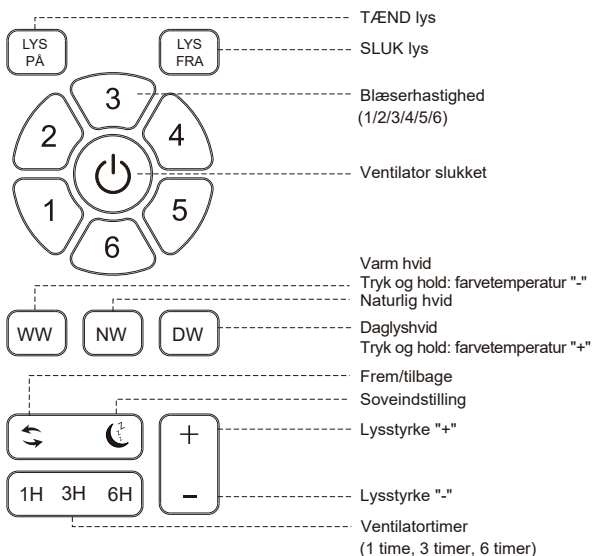 TÆND lys
LYS
PÅ
LYS
FRA
SLUK lys
3
Blæserhastighed
(1/2/3/4/5/6)
2
4
Ventilator slukket
1
5
6
Varm hvid
Tryk og hold: farvetemperatur "-"
Naturlig hvid
WW
NW
DW
Daglyshvid
Tryk og hold: farvetemperatur "+"
Frem/tilbage
Soveindstilling
zzz
+
Lysstyrke "+"
1H 3H 6H
-
Lysstyrke "-"
Ventilatortimer
(1 time, 3 timer, 6 timer)